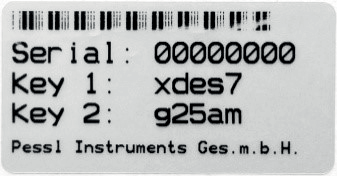 Serial: 00000000
Key 1: xdes7
Key 2: g25am
Pessl Instruments Ges.m.b.H.